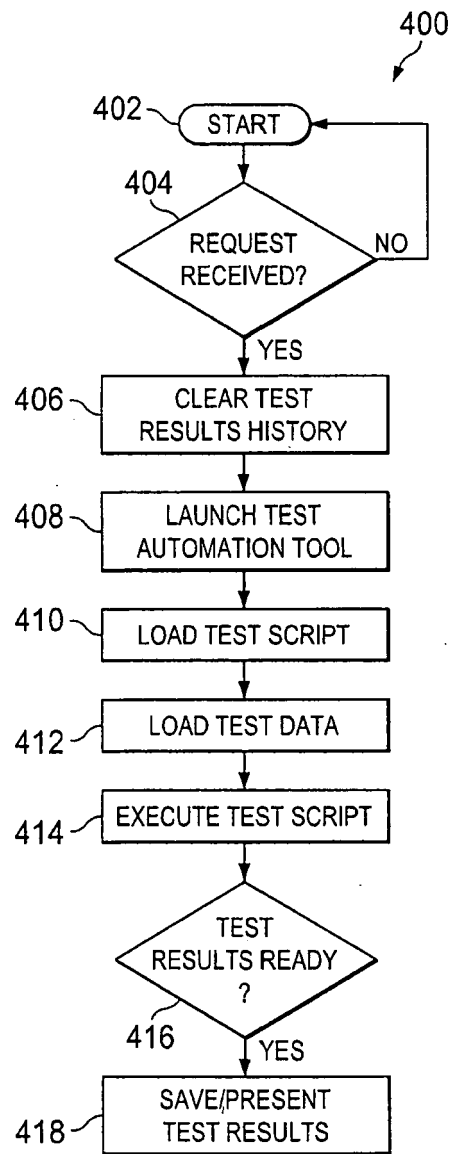 400
402
START
404
REQUEST
RECEIVED?
NO
YES
406
CLEAR TEST
RESULTS HISTORY
408
LAUNCH TEST
AUTOMATION TOOL
410
LOAD TEST SCRIPT
412
LOAD TEST DATA
414
EXECUTE TEST SCRIPT
TEST
RESULTS READY
?
416
YES
418
SAVE/PRESENT
TEST RESULTS